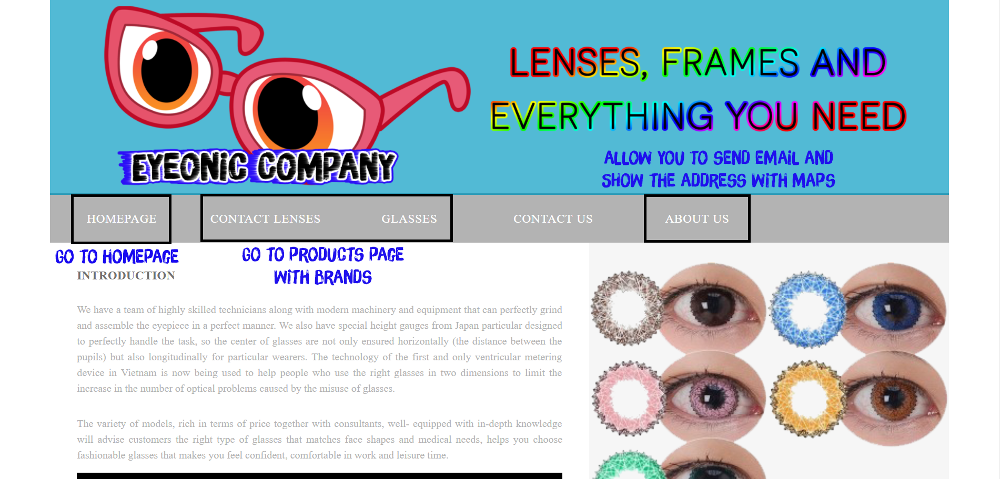 LENSES, FRAMES AND
EVERYTHING YOU NEED
EYEONiC COMPANY
ALLOW YOU TO SEND EMAiL AND
SHOW THE ADDRESS WiTH MAPS
HOMEPAGE CONTACT LENSES GLASSES CONTACT US ABOUT US
GO TO HOMEPAGE
GO TO PRODUCTS PAGE
WiTH BRANDS
INTRODUCTION
We have a team of highly skilled technicians along with modern machinery and equipment that can perfectly grind
and assemble the eyepiece in a perfect manner. We also have special height gauges from Japan particular designed
to perfectly handle the task, so the center of glasses are not only ensured horizontally (the distance between the
pupils) but also longitudinally for particular wearers. The technology of the first and only ventricular metering
device in Vietnam is now being used to help people who use the right glasses in two dimensions to limit the
increase in the number of optical problems caused by the misuse of glasses.
The variety of models, rich in terms of price together with consultants, well- equipped with in-depth knowledge
will advise customers the right type of glasses that matches face shapes and medical needs, helps you choose
fashionable glasses that makes you feel confident, comfortable in work and leisure time.